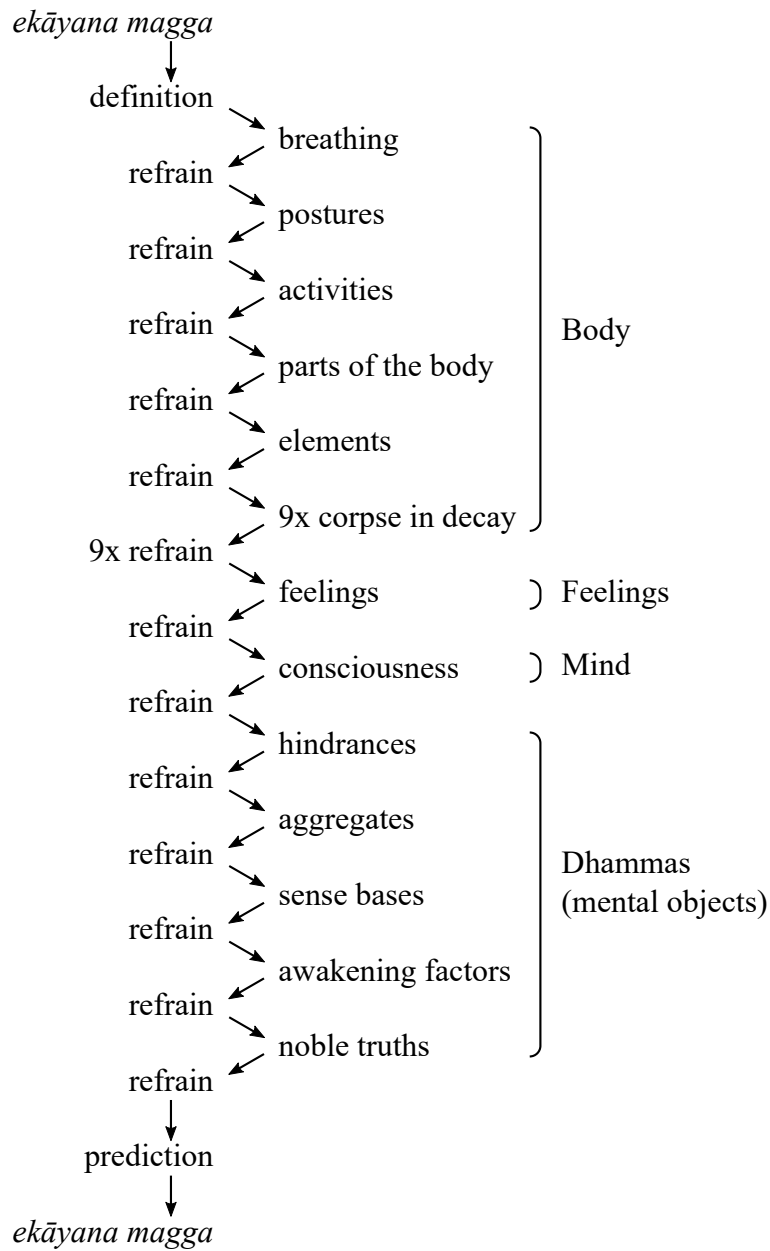 ekāyana magga
definition
breathing
refrain
postures
refrain
activities
refrain
Body
parts of the body
refrain
elements
refrain
9x corpse in decay
9x refrain
feelings
Feelings
refrain
consciousness
Mind
refrain
hindrances
refrain
aggregates
refrain
Dhammas
(mental objects)
sense bases
refrain
awakening factors
refrain
noble truths
refrain
prediction
ekāyana magga